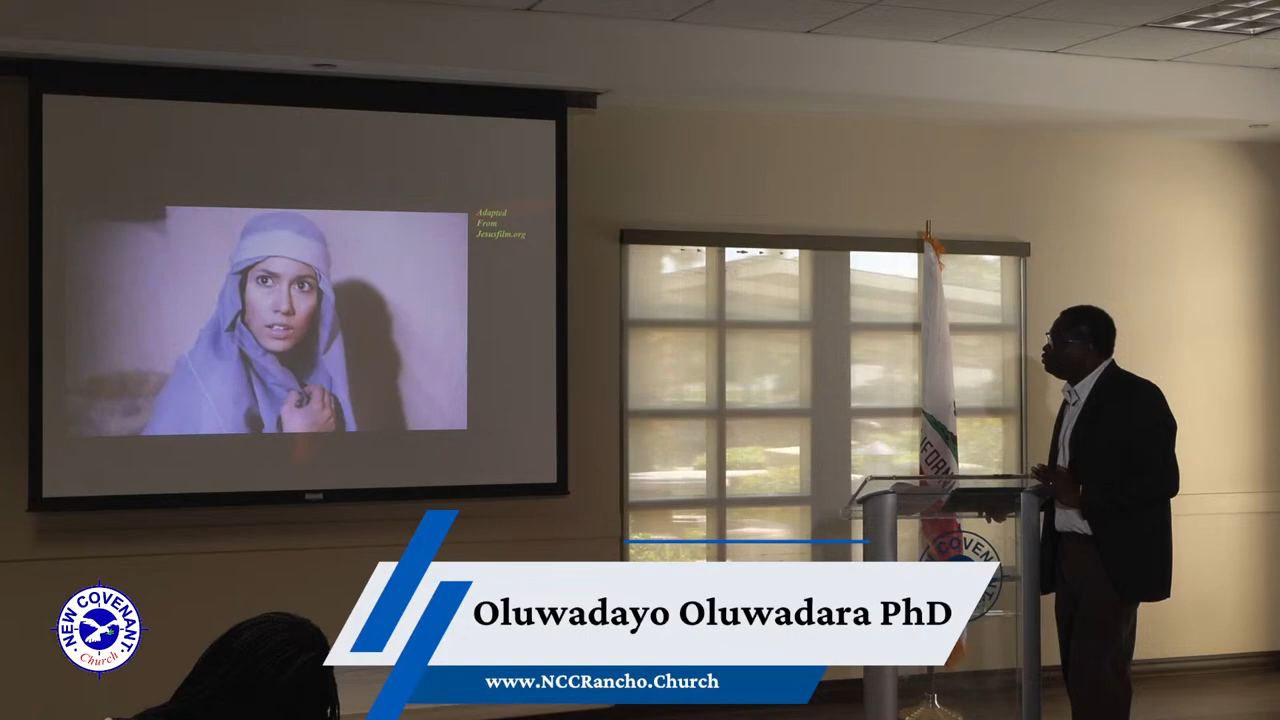 Adapted
From
Jesusfilm.org
NEW COVENANT
Church
Oluwadayo Oluwadara PhD
www.NCCRancho.Church